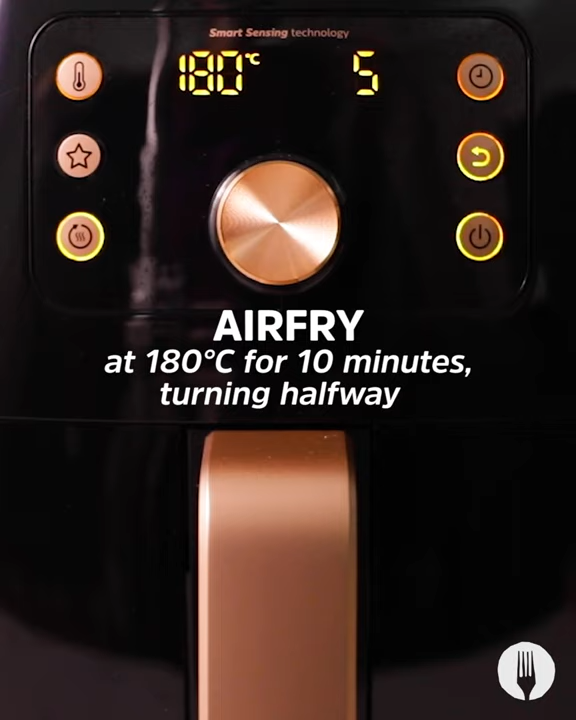 Smart Sensing technology
180°C 5
AIRFRY
at 180°C for 10 minutes,
turning halfway